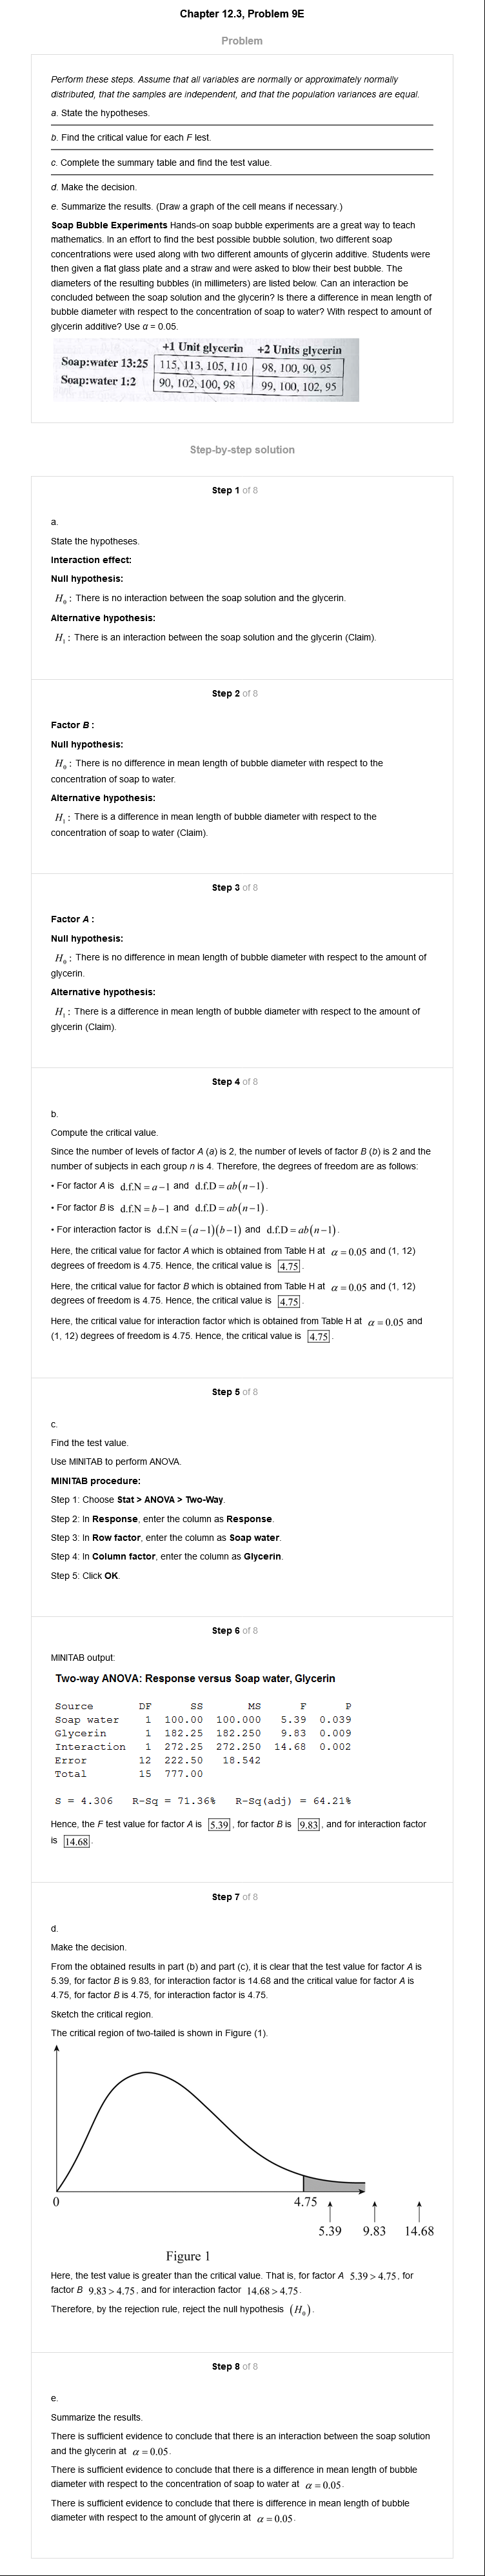 Chapter 12.3, Problem 9E
Problem
Perform these steps. Assume that all variables are normally or approximately normally
distributed, that the samples are independent, and that the population variances are equal.
a. State the hypotheses.
b. Find the critical value for each F lest.
c. Complete the summary table and find the test value.
d. Make the decision.
e. Summarize the results. (Draw a graph of the cell means if necessary.)
Soap Bubble Experiments Hands-on soap bubble experiments are a great way to teach
mathematics. In an effort to find the best possible bubble solution, two different soap
concentrations were used along with two different amounts of glycerin additive. Students were
then given a flat glass plate and a straw and were asked to blow their best bubble. The
diameters of the resulting bubbles (in millimeters) are listed below. Can an interaction be
concluded between the soap solution and the glycerin? Is there a difference in mean length of
bubble diameter with respect to the concentration of soap to water? With respect to amount of
glycerin additive? Use α = 0.05.
+1 Unit glycerin +2 Units glycerin
Soap:water 13:25 115, 113, 105, 110 98, 100, 90, 95
Soap:water 1:2 90, 102, 100, 98 99, 100, 102, 95
Step-by-step solution
Step 1 of 8
a.
State the hypotheses.
Interaction effect:
Null hypothesis:
H₀ : There is no interaction between the soap solution and the glycerin.
Alternative hypothesis:
H₁ : There is an interaction between the soap solution and the glycerin (Claim).
Step 2 of 8
Factor B :
Null hypothesis:
H₀ : There is no difference in mean length of bubble diameter with respect to the
concentration of soap to water.
Alternative hypothesis:
H₁ : There is a difference in mean length of bubble diameter with respect to the
concentration of soap to water (Claim).
Step 3 of 8
Factor A :
Null hypothesis:
H₀ : There is no difference in mean length of bubble diameter with respect to the amount of
glycerin.
Alternative hypothesis:
H₁ : There is a difference in mean length of bubble diameter with respect to the amount of
glycerin (Claim).
Step 4 of 8
b.
Compute the critical value.
Since the number of levels of factor A (a) is 2, the number of levels of factor B (b) is 2 and the
number of subjects in each group n is 4. Therefore, the degrees of freedom are as follows:
• For factor A is d.f.N = a−1 and d.f.D = ab(n−1).
• For factor B is d.f.N = b−1 and d.f.D = ab(n−1).
• For interaction factor is d.f.N = (a−1)(b−1) and d.f.D = ab(n−1).
Here, the critical value for factor A which is obtained from Table H at α = 0.05 and (1, 12)
degrees of freedom is 4.75. Hence, the critical value is 4.75.
Here, the critical value for factor B which is obtained from Table H at α = 0.05 and (1, 12)
degrees of freedom is 4.75. Hence, the critical value is 4.75.
Here, the critical value for interaction factor which is obtained from Table H at α = 0.05 and
(1, 12) degrees of freedom is 4.75. Hence, the critical value is 4.75.
Step 5 of 8
c.
Find the test value.
Use MINITAB to perform ANOVA.
MINITAB procedure:
Step 1: Choose Stat > ANOVA > Two-Way.
Step 2: In Response, enter the column as Response.
Step 3: In Row factor, enter the column as Soap water.
Step 4: In Column factor, enter the column as Glycerin.
Step 5: Click OK.
Step 6 of 8
MINITAB output:
Two-way ANOVA: Response versus Soap water, Glycerin
Source DF SS MS F P
Soap water 1 100.00 100.000 5.39 0.039
Glycerin 1 182.25 182.250 9.83 0.009
Interaction 1 272.25 272.250 14.68 0.002
Error 12 222.50 18.542
Total 15 777.00
S = 4.306 R-Sq = 71.36% R-Sq(adj) = 64.21%
Hence, the F test value for factor A is 5.39, for factor B is 9.83, and for interaction factor
is 14.68.
Step 7 of 8
d.
Make the decision.
From the obtained results in part (b) and part (c), it is clear that the test value for factor A is
5.39, for factor B is 9.83, for interaction factor is 14.68 and the critical value for factor A is
4.75, for factor B is 4.75, for interaction factor is 4.75.
Sketch the critical region.
The critical region of two-tailed is shown in Figure (1).
0 4.75
5.39 9.83 14.68
Figure 1
Here, the test value is greater than the critical value. That is, for factor A 5.39 > 4.75, for
factor B 9.83 > 4.75, and for interaction factor 14.68 > 4.75.
Therefore, by the rejection rule, reject the null hypothesis (H₀).
Step 8 of 8
e.
Summarize the results.
There is sufficient evidence to conclude that there is an interaction between the soap solution
and the glycerin at α = 0.05.
There is sufficient evidence to conclude that there is a difference in mean length of bubble
diameter with respect to the concentration of soap to water at α = 0.05.
There is sufficient evidence to conclude that there is difference in mean length of bubble
diameter with respect to the amount of glycerin at α = 0.05.